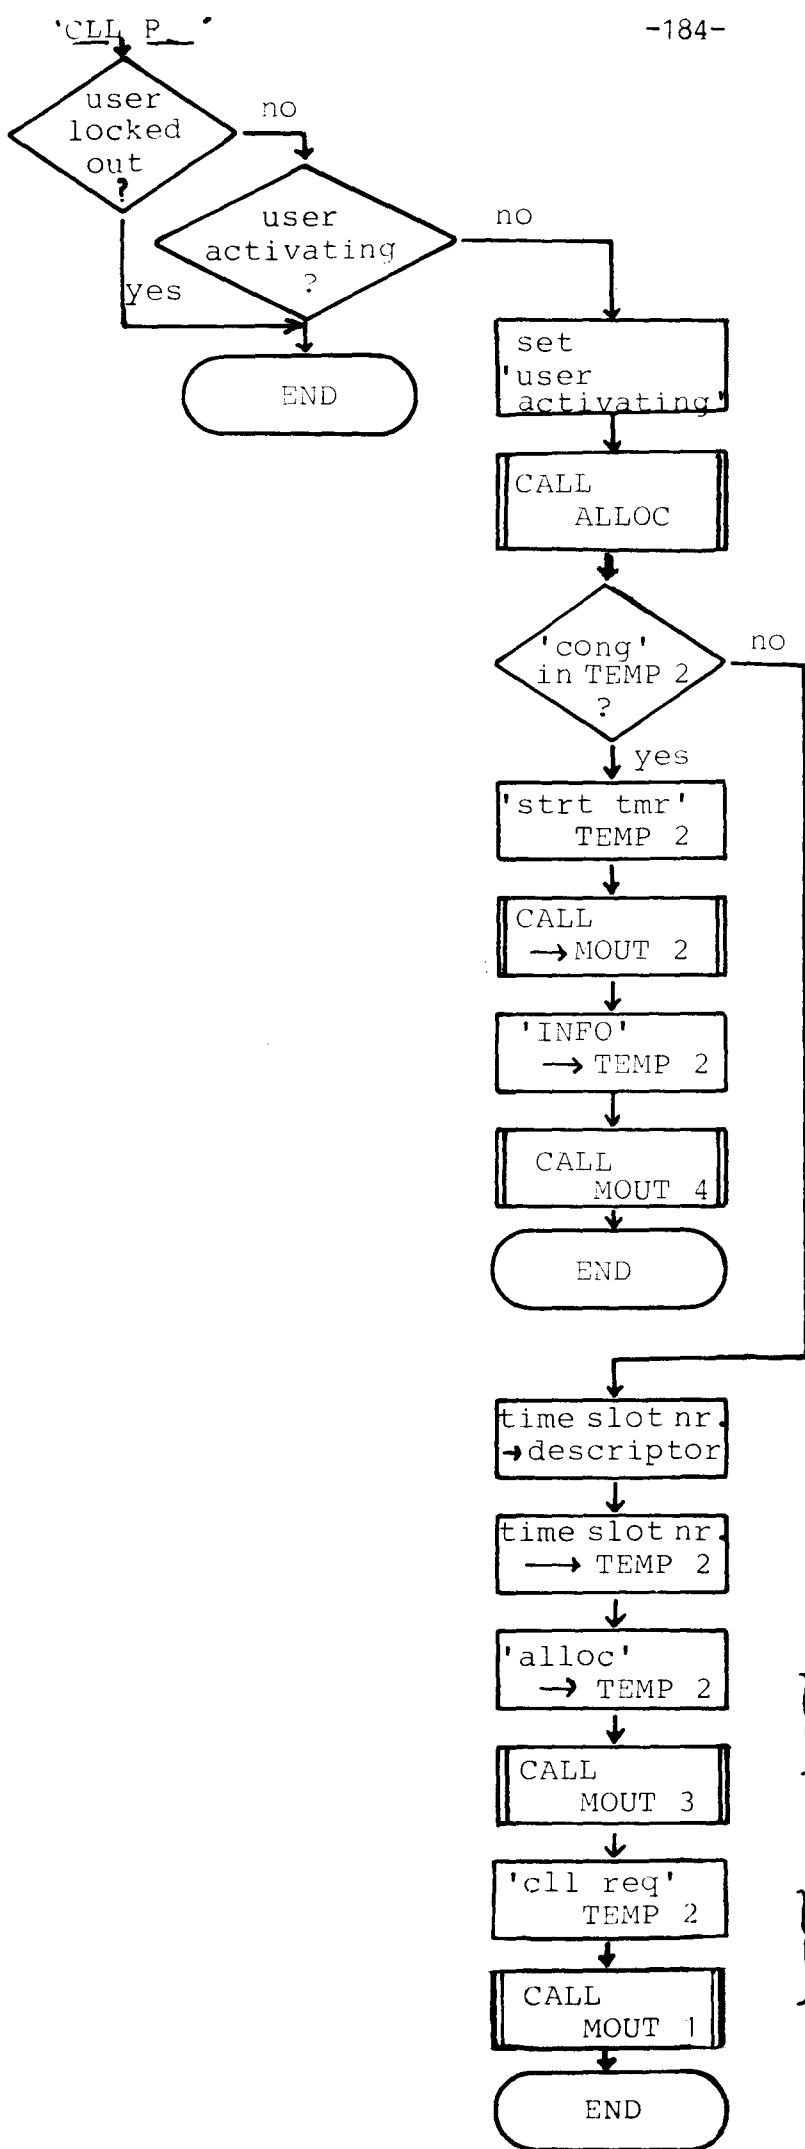 'CLL P '
-184-
user
locked
out
?
no
yes
user
activating
?
no
END
set
'user
activating'
CALL
ALLOC
'cong'
in TEMP 2
?
no
yes
'strt tmr'
TEMP 2
CALL
→ MOUT 2
'INFO'
→ TEMP 2
CALL
MOUT 4
END
time slot nr.
→ descriptor
time slot nr.
→ TEMP 2
'alloc'
→ TEMP 2
CALL
MOUT 3
'cll req'
TEMP 2
CALL
MOUT 1
END